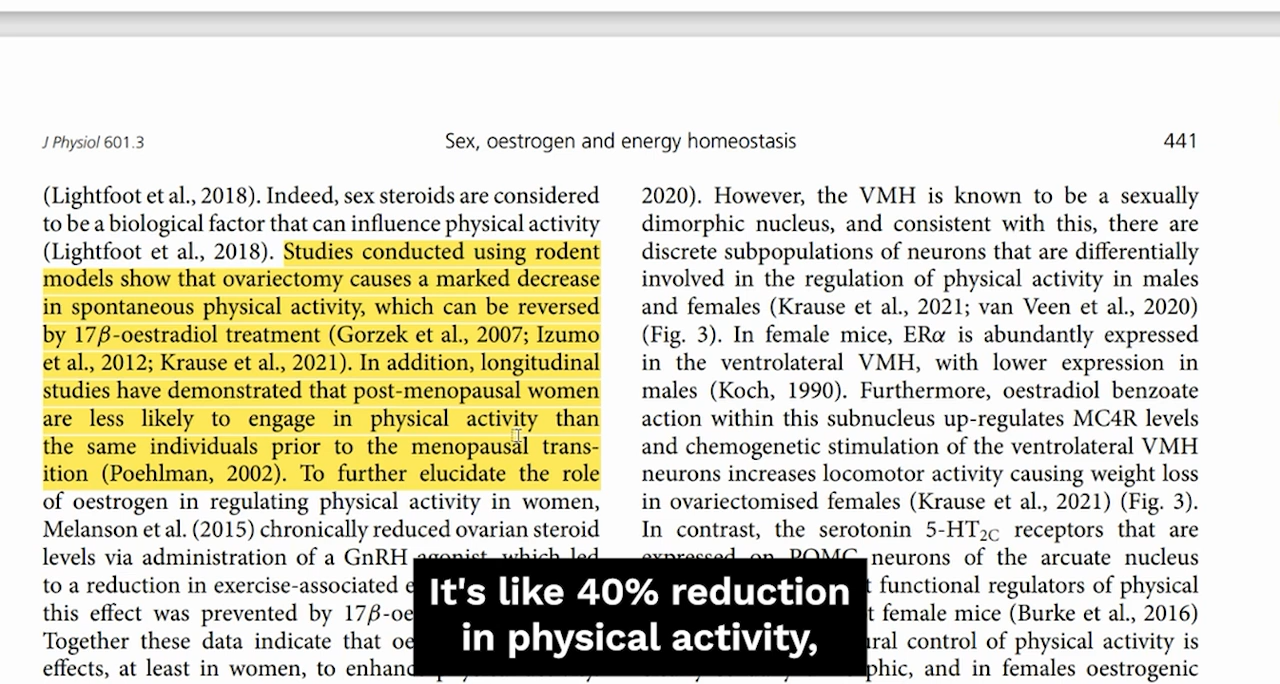 J Physiol 601.3
Sex, oestrogen and energy homeostasis
441
(Lightfoot et al., 2018). Indeed, sex steroids are considered
to be a biological factor that can influence physical activity
(Lightfoot et al., 2018). Studies conducted using rodent
models show that ovariectomy causes a marked decrease
in spontaneous physical activity, which can be reversed
by 17β-oestradiol treatment (Gorzek et al., 2007; Izumo
et al., 2012; Krause et al., 2021). In addition, longitudinal
studies have demonstrated that post-menopausal women
are less likely to engage in physical activity than
the same individuals prior to the menopausal trans-
ition (Poehlman, 2002). To further elucidate the role
of oestrogen in regulating physical activity in women,
Melanson et al. (2015) chronically reduced ovarian steroid
levels via administration of a GnRH agonist, which led
to a reduction in exercise-associated e
this effect was prevented by 17β-oe
Together these data indicate that oe
effects, at least in women, to enhanc
2020). However, the VMH is known to be a sexually
dimorphic nucleus, and consistent with this, there are
discrete subpopulations of neurons that are differentially
involved in the regulation of physical activity in males
and females (Krause et al., 2021; van Veen et al., 2020)
(Fig. 3). In female mice, ERα is abundantly expressed
in the ventrolateral VMH, with lower expression in
males (Koch, 1990). Furthermore, oestradiol benzoate
action within this subnucleus up-regulates MC4R levels
and chemogenetic stimulation of the ventrolateral VMH
neurons increases locomotor activity causing weight loss
in ovariectomised females (Krause et al., 2021) (Fig. 3).
In contrast, the serotonin 5-HT2C receptors that are
expressed on POMC neurons of the arcuate nucleus
t functional regulators of physical
t female mice (Burke et al., 2016)
ral control of physical activity is
phic, and in females oestrogenic
It's like 40% reduction
in physical activity,